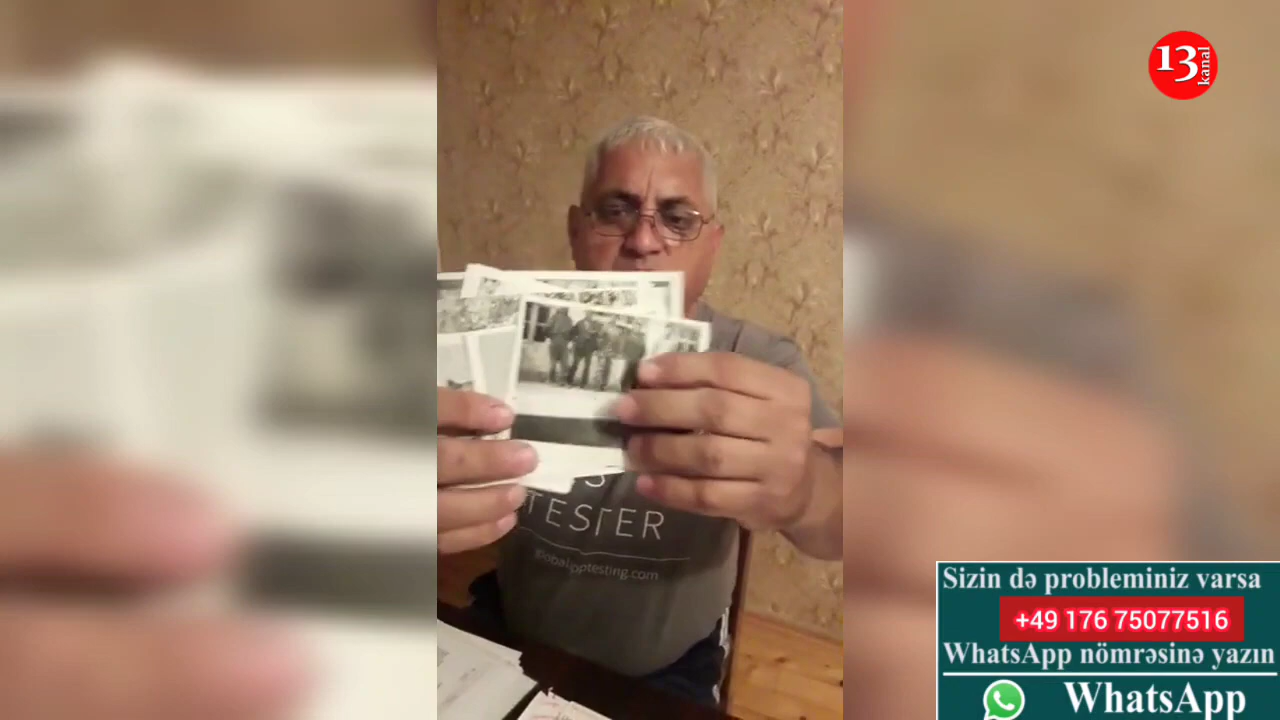 13
kanal
TESTER
globalapptesting.com
Sizin də probleminiz varsa
+49 176 75077516
WhatsApp nömrəsinə yazın
WhatsApp